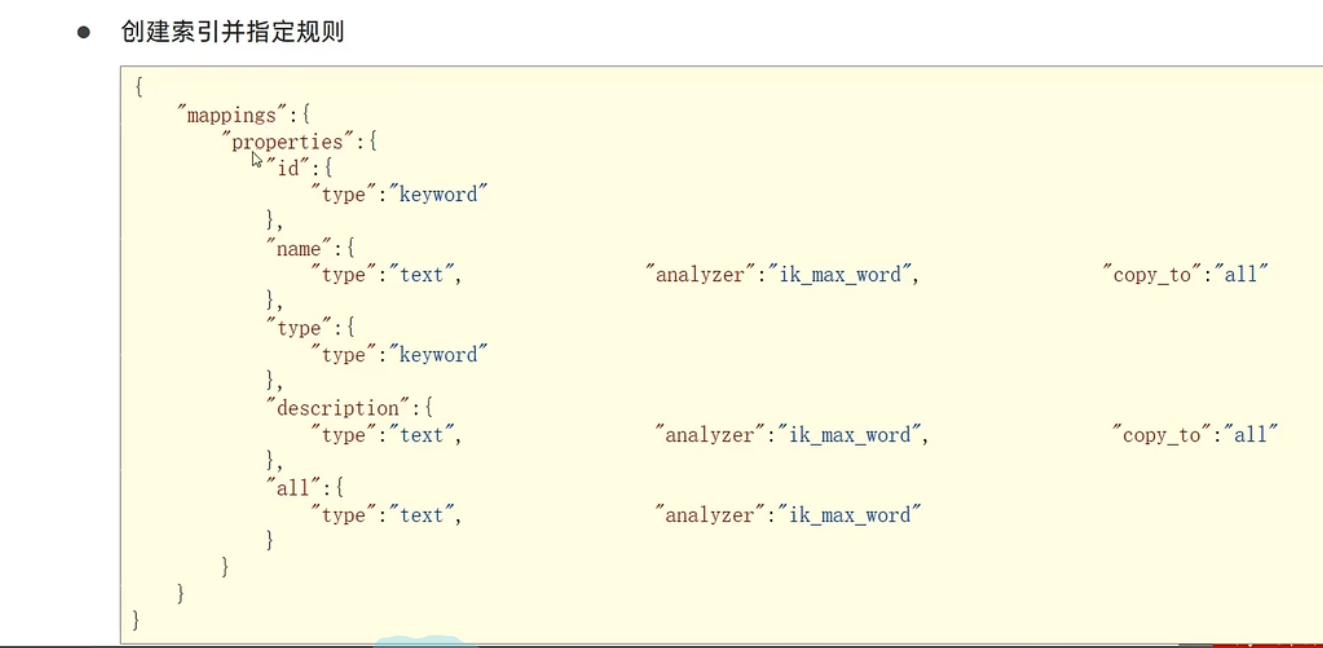 ● 创建索引并指定规则
{
"mappings":{
"properties":{
"id":{
"type":"keyword"
},
"name":{
"type":"text", "analyzer":"ik_max_word", "copy_to":"all"
},
"type":{
"type":"keyword"
},
"description":{
"type":"text", "analyzer":"ik_max_word", "copy_to":"all"
},
"all":{
"type":"text", "analyzer":"ik_max_word"
}
}
}
}